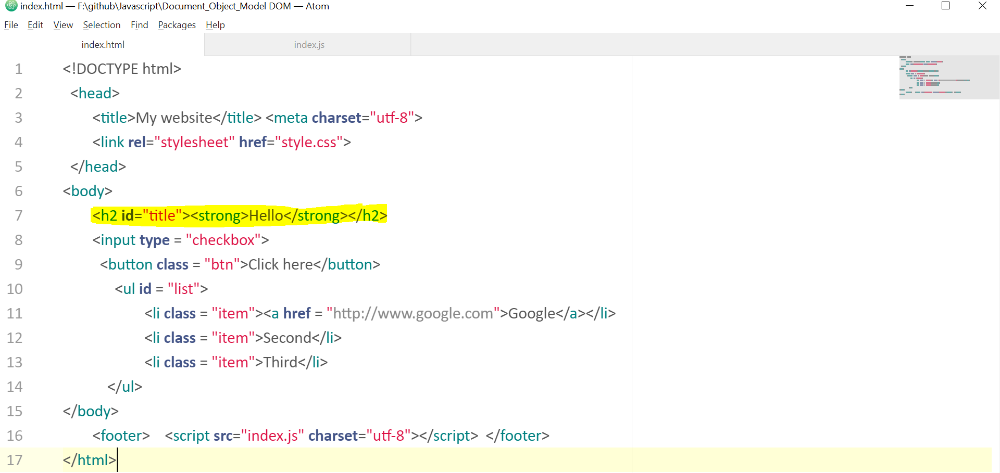 index.html — F:\github\Javascript\Document_Object_Model DOM — Atom
File Edit View Selection Find Packages Help
index.html index.js
1 <!DOCTYPE html>
2 <head>
3 <title>My website</title> <meta charset="utf-8">
4 <link rel="stylesheet" href="style.css">
5 </head>
6 <body>
7 <h2 id="title"><strong>Hello</strong></h2>
8 <input type = "checkbox">
9 <button class = "btn">Click here</button>
10 <ul id = "list">
11 <li class = "item"><a href = "http://www.google.com">Google</a></li>
12 <li class = "item">Second</li>
13 <li class = "item">Third</li>
14 </ul>
15 </body>
16 <footer> <script src="index.js" charset="utf-8"></script> </footer>
17 </html>